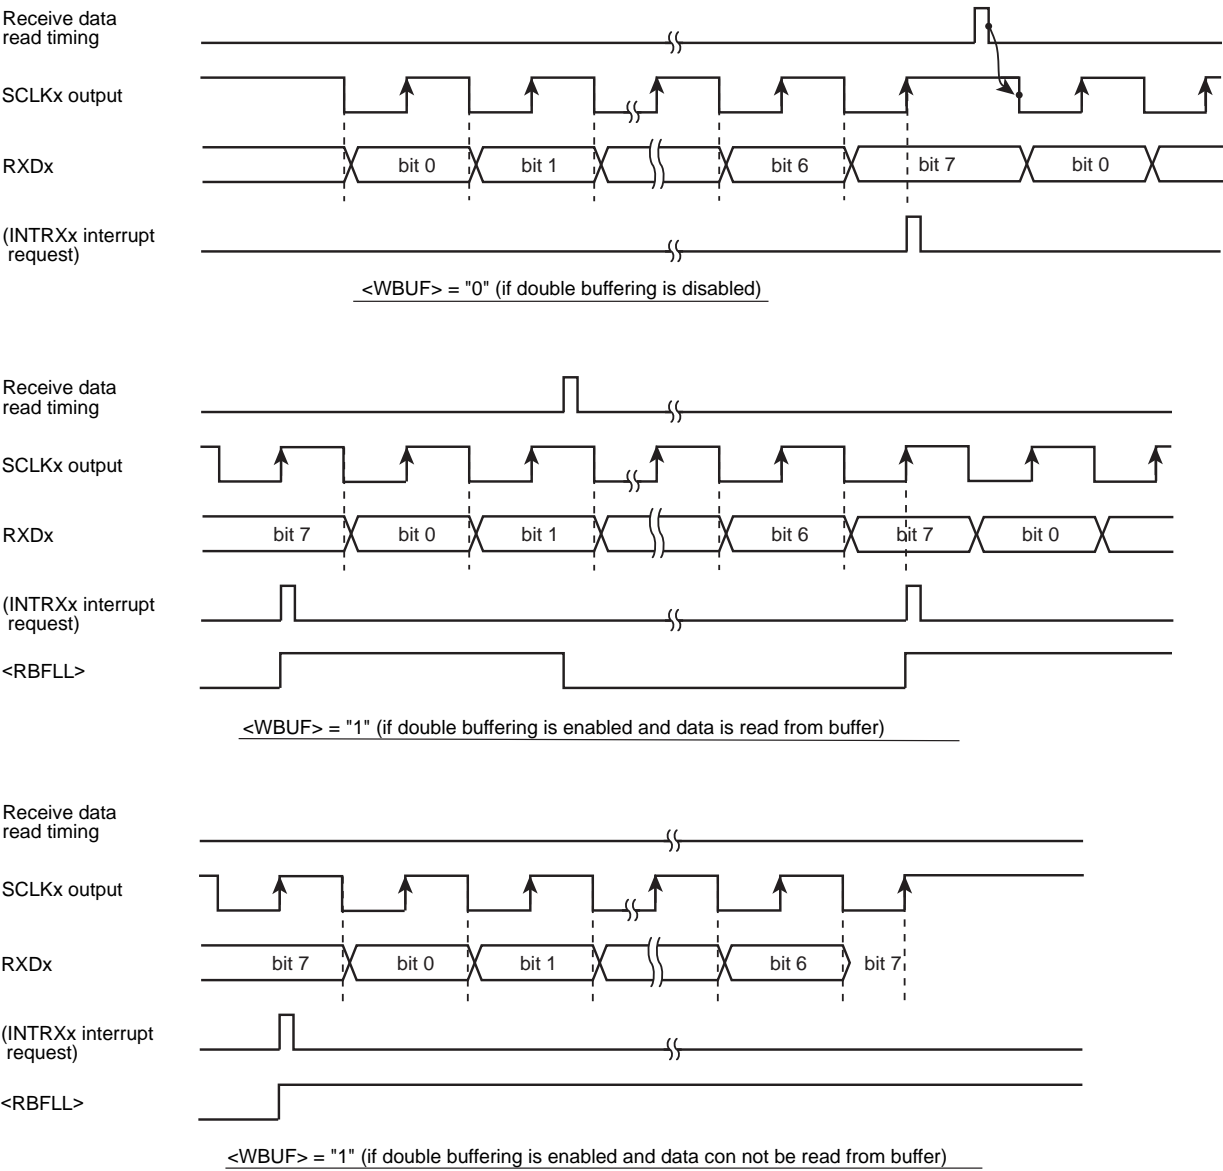 Receive data
read timing
SCLKx output
RXDx
bit 0
bit 1
bit 6
bit 7
bit 0
(INTRXx interrupt
request)
<WBUF> = "0" (if double buffering is disabled)
Receive data
read timing
SCLKx output
RXDx
bit 7
bit 0
bit 1
bit 6
bit 7
bit 0
(INTRXx interrupt
request)
<RBFLL>
<WBUF> = "1" (if double buffering is enabled and data is read from buffer)
Receive data
read timing
SCLKx output
RXDx
bit 7
bit 0
bit 1
bit 6
bit 7
(INTRXx interrupt
request)
<RBFLL>
<WBUF> = "1" (if double buffering is enabled and data con not be read from buffer)